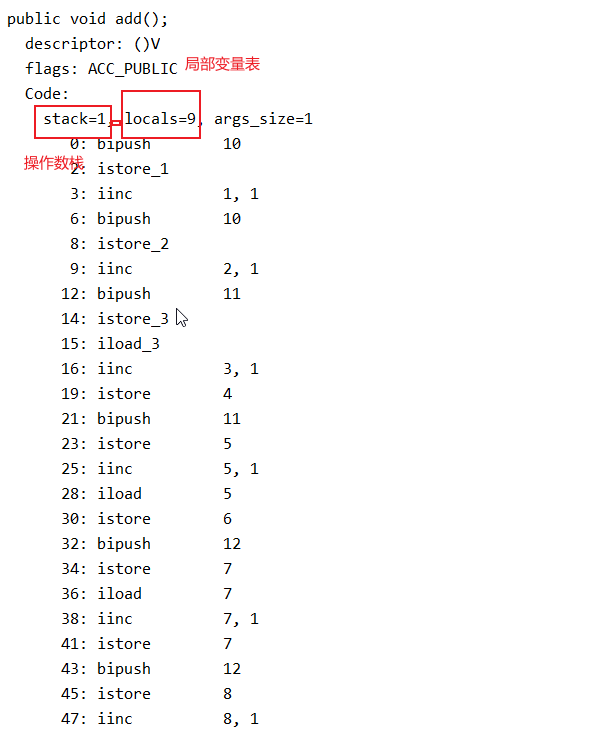 public void add();
descriptor: ()V
flags: ACC_PUBLIC
局部变量表
Code:
stack=1, locals=9, args_size=1
0: bipush 10
操作数栈
2: istore_1
3: iinc 1, 1
6: bipush 10
8: istore_2
9: iinc 2, 1
12: bipush 11
14: istore_3
15: iload_3
16: iinc 3, 1
19: istore 4
21: bipush 11
23: istore 5
25: iinc 5, 1
28: iload 5
30: istore 6
32: bipush 12
34: istore 7
36: iload 7
38: iinc 7, 1
41: istore 7
43: bipush 12
45: istore 8
47: iinc 8, 1